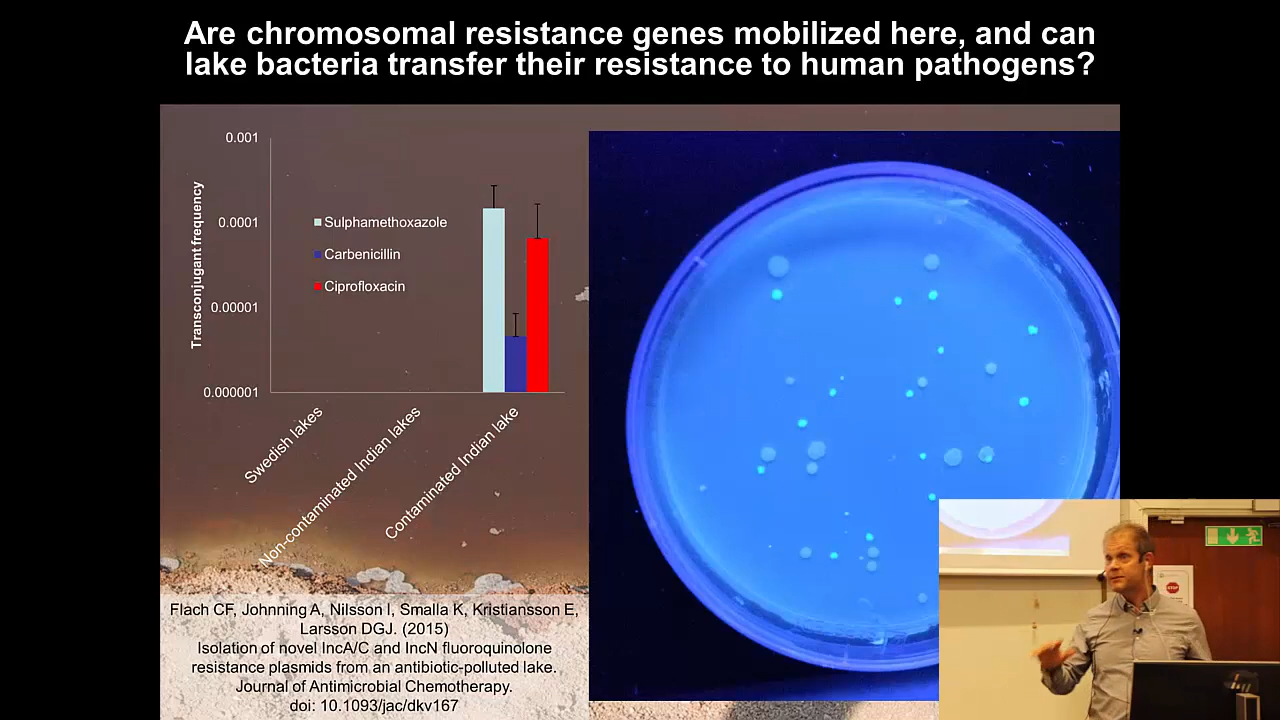 Are chromosomal resistance genes mobilized here, and can
lake bacteria transfer their resistance to human pathogens?
0.001
0.0001
0.00001
0.000001
Transconjugant frequency
Sulphamethoxazole
Carbenicillin
Ciprofloxacin
Swedish lakes
Non-contaminated Indian lakes
Contaminated Indian lake
Flach CF, Johnning A, Nilsson I, Smalla K, Kristiansson E,
Larsson DGJ. (2015)
Isolation of novel IncA/C and IncN fluoroquinolone
resistance plasmids from an antibiotic-polluted lake.
Journal of Antimicrobial Chemotherapy.
doi: 10.1093/jac/dkv167
STOP